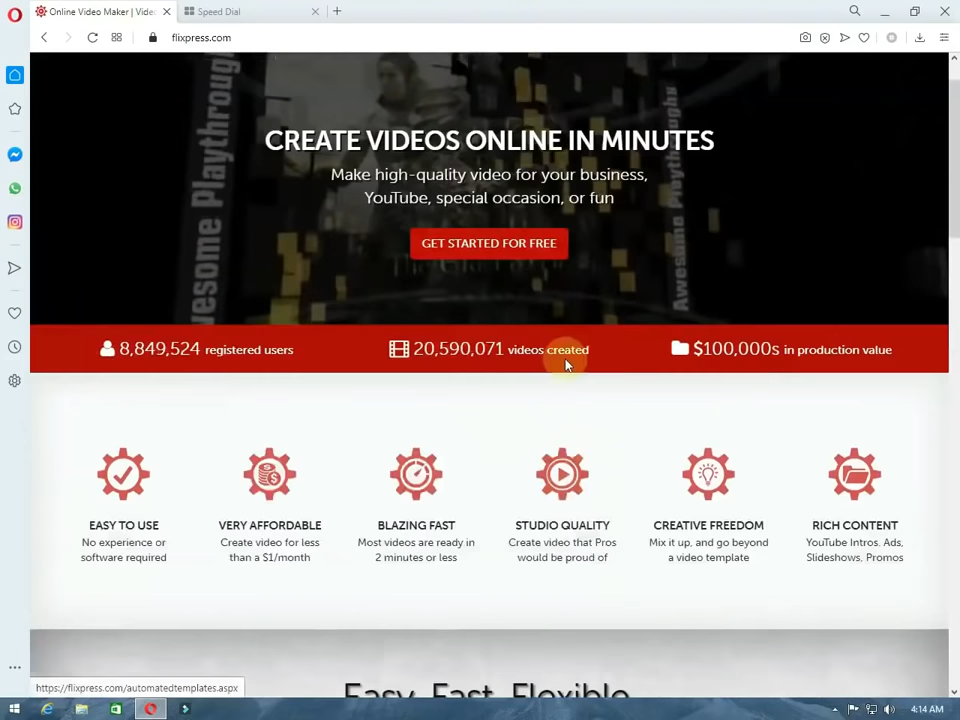 Online Video Maker | Vide
Speed Dial
flixpress.com
Awesome Playthroughs
wesome Playthrough
CREATE VIDEOS ONLINE IN MINUTES
Make high-quality video for your business,
YouTube, special occasion, or fun
GET STARTED FOR FREE
8,849,524 registered users
20,590,071 videos created
$100,000s in production value
EASY TO USE
No experience or
software required
VERY AFFORDABLE
Create video for less
than a $1/month
BLAZING FAST
Most videos are ready in
2 minutes or less
STUDIO QUALITY
Create video that Pros
would be proud of
CREATIVE FREEDOM
Mix it up, and go beyond
a video template
RICH CONTENT
YouTube Intros. Ads,
Slideshows, Promos
Easy. Fast. Flexible
https://flixpress.com/automatedtemplates.aspx
4:14 AM